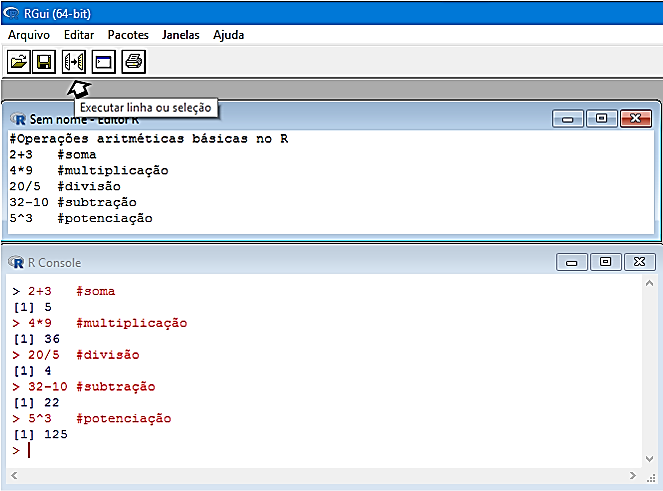 RGui (64-bit)
Arquivo Editar Pacotes Janelas Ajuda
Executar linha ou seleção
Sem nome - Editor R
#Operações aritméticas básicas no R
2+3   #soma
4*9   #multiplicação
20/5  #divisão
32-10 #subtração
5^3   #potenciação
R Console
> 2+3   #soma
[1] 5
> 4*9   #multiplicação
[1] 36
> 20/5  #divisão
[1] 4
> 32-10 #subtração
[1] 22
> 5^3   #potenciação
[1] 125
>